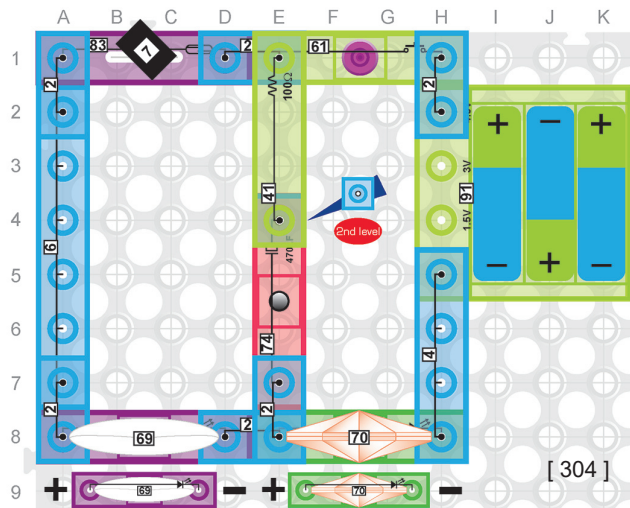 A B C D E F G H I J K
1 83 7 2 61
100Ω
2 2 2 + − +
3 3V
41 91
4 1.5V
2nd level
470
6
5 − + −
6
74 4
7
2 2
8 69 2 70
[ 304 ]
9 + 69 − + 70 −